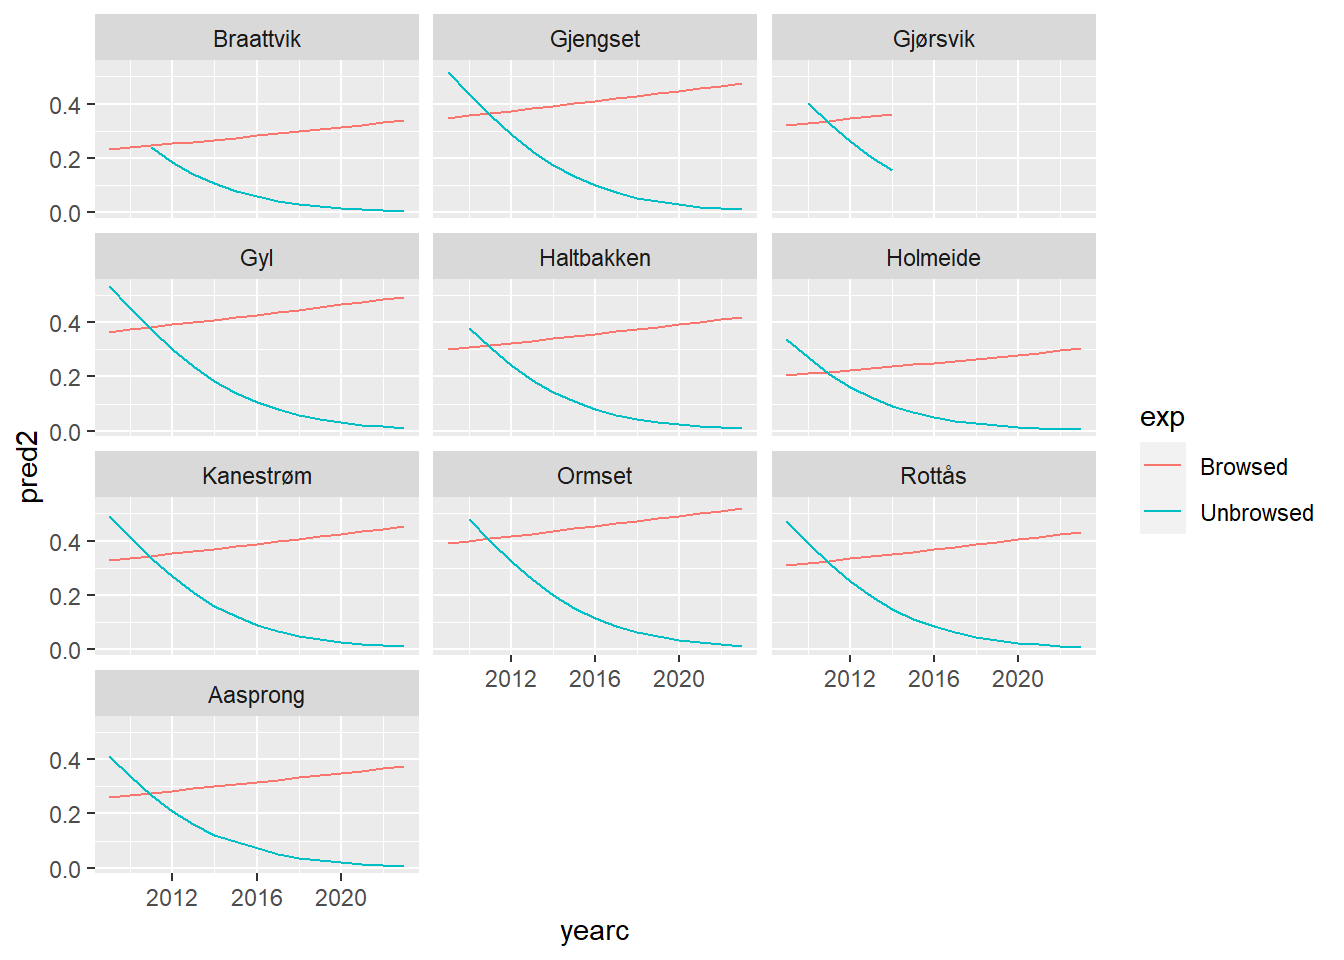 Braattvik Gjengset Gjørsvik
0.4
0.2
0.0
Gyl Haltbakken Holmeide
0.4
0.2
0.0
Kanestrøm Ormset Rottås
0.4
0.2
0.0
2012 2016 2020 2012 2016 2020
Aasprong
0.4
0.2
0.0
2012 2016 2020
yearc
pred2
exp
Browsed
Unbrowsed